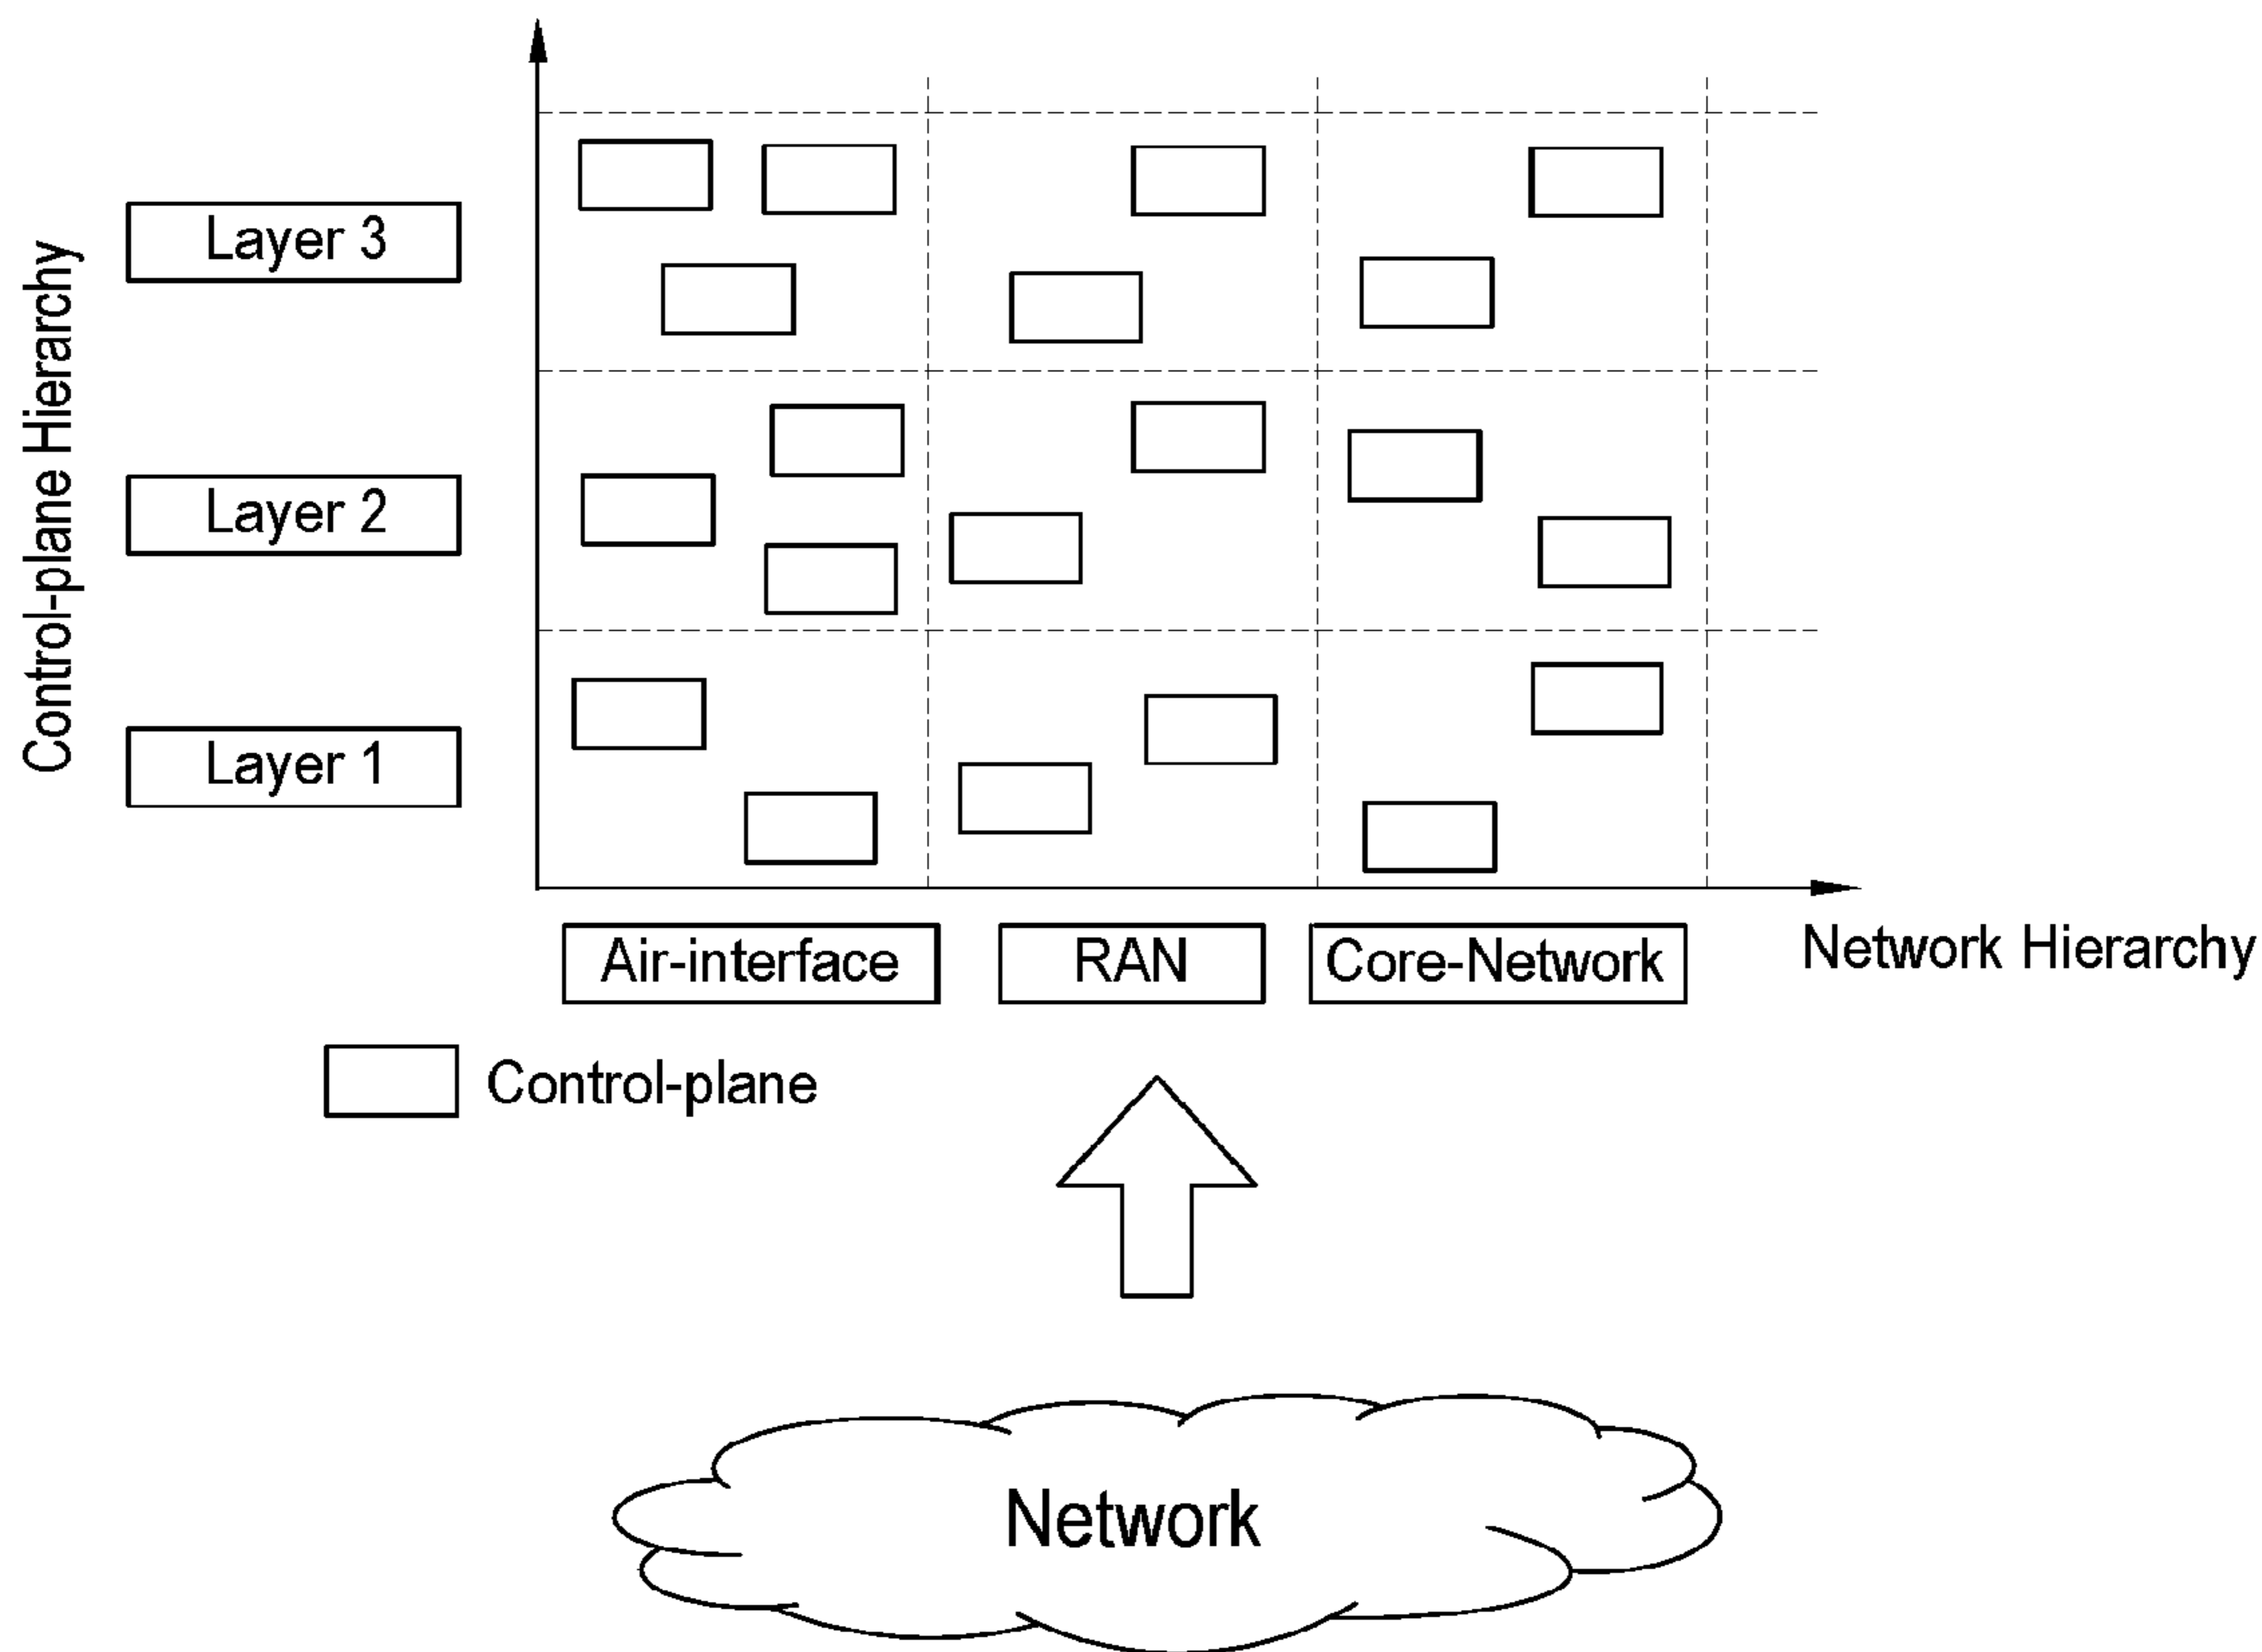 Control-plane Hierarchy
Layer 3
Layer 2
Layer 1
Air-interface
RAN
Core-Network
Network Hierarchy
Control-plane
Network